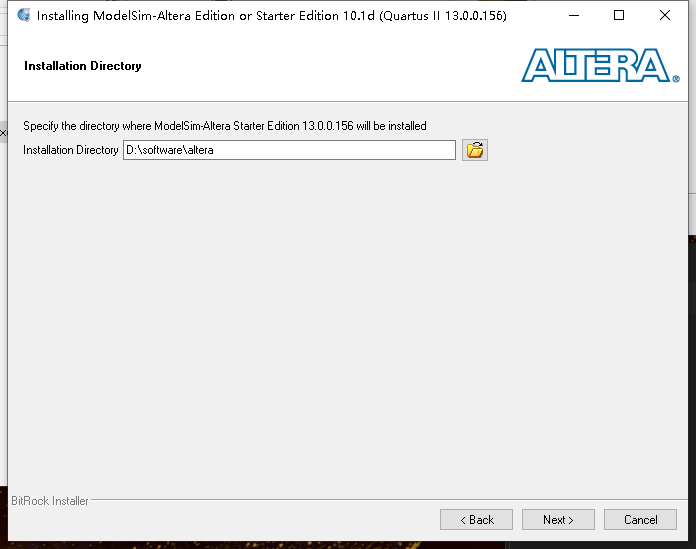 Installing ModelSim-Altera Edition or Starter Edition 10.1d (Quartus II 13.0.0.156)
Installation Directory
ALTERA®
Specify the directory where ModelSim-Altera Starter Edition 13.0.0.156 will be installed
Installation Directory D:\software\altera
BitRock Installer
< Back Next > Cancel